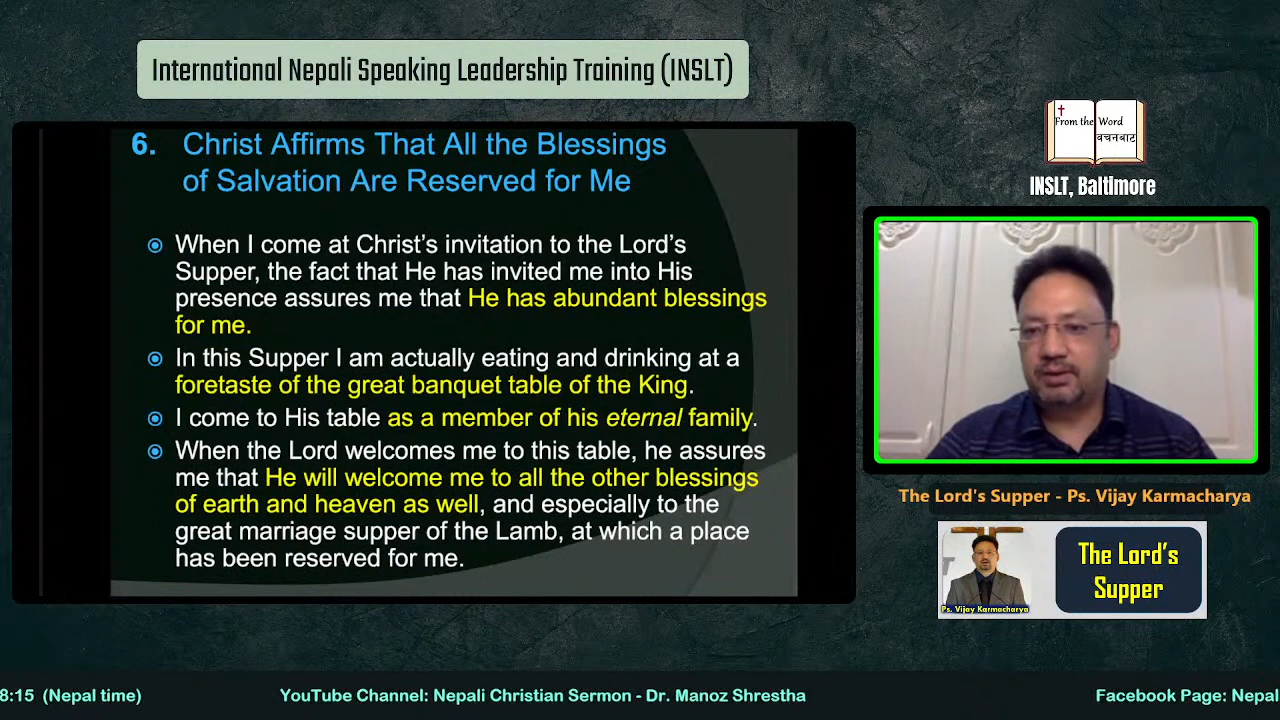 International Nepali Speaking Leadership Training (INSLT)
6. Christ Affirms That All the Blessings
of Salvation Are Reserved for Me
When I come at Christ's invitation to the Lord's
Supper, the fact that He has invited me into His
presence assures me that He has abundant blessings
for me.
In this Supper I am actually eating and drinking at a
foretaste of the great banquet table of the King.
I come to His table as a member of his eternal family.
When the Lord welcomes me to this table, he assures
me that He will welcome me to all the other blessings
of earth and heaven as well, and especially to the
great marriage supper of the Lamb, at which a place
has been reserved for me.
From the Word
वचनबाट
INSLT, Baltimore
The Lord's Supper - Ps. Vijay Karmacharya
Ps. Vijay Karmacharya
The Lord's
Supper
8:15 (Nepal time) YouTube Channel: Nepali Christian Sermon - Dr. Manoz Shrestha Facebook Page: Nepal